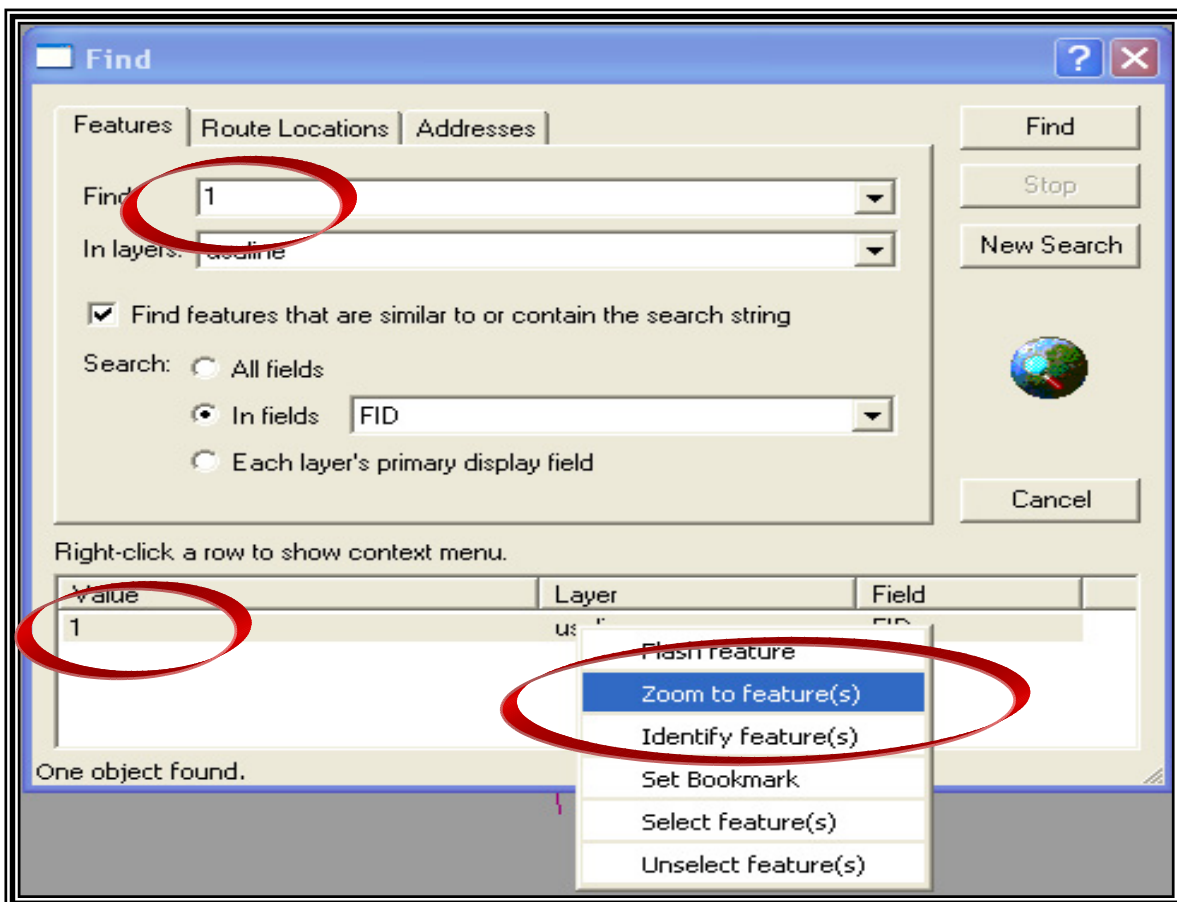 Find
Features Route Locations Addresses
Find
Find
1
Stop
In layers: usaline
New Search
Find features that are similar to or contain the search string
Search: All fields
In fields FID
Each layer's primary display field
Cancel
Right-click a row to show context menu.
Value Layer Field
1 FID
Flash feature
Zoom to feature(s)
Identify feature(s)
One object found.
Set Bookmark
Select feature(s)
Unselect feature(s)